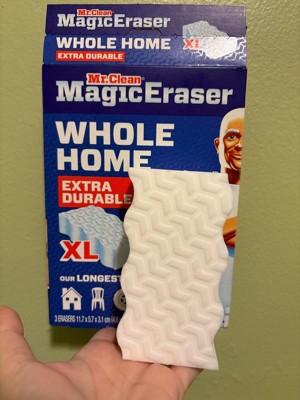 Mr.Clean
MagicEraser
WHOLE HOME XL
EXTRA DURABLE
Mr.Clean
MagicEraser
WHOLE
HOME
EXTRA
DURABLE
XL
OUR LONGEST
3 ERASERS 11.7 x 5.7 x 3.1 cm